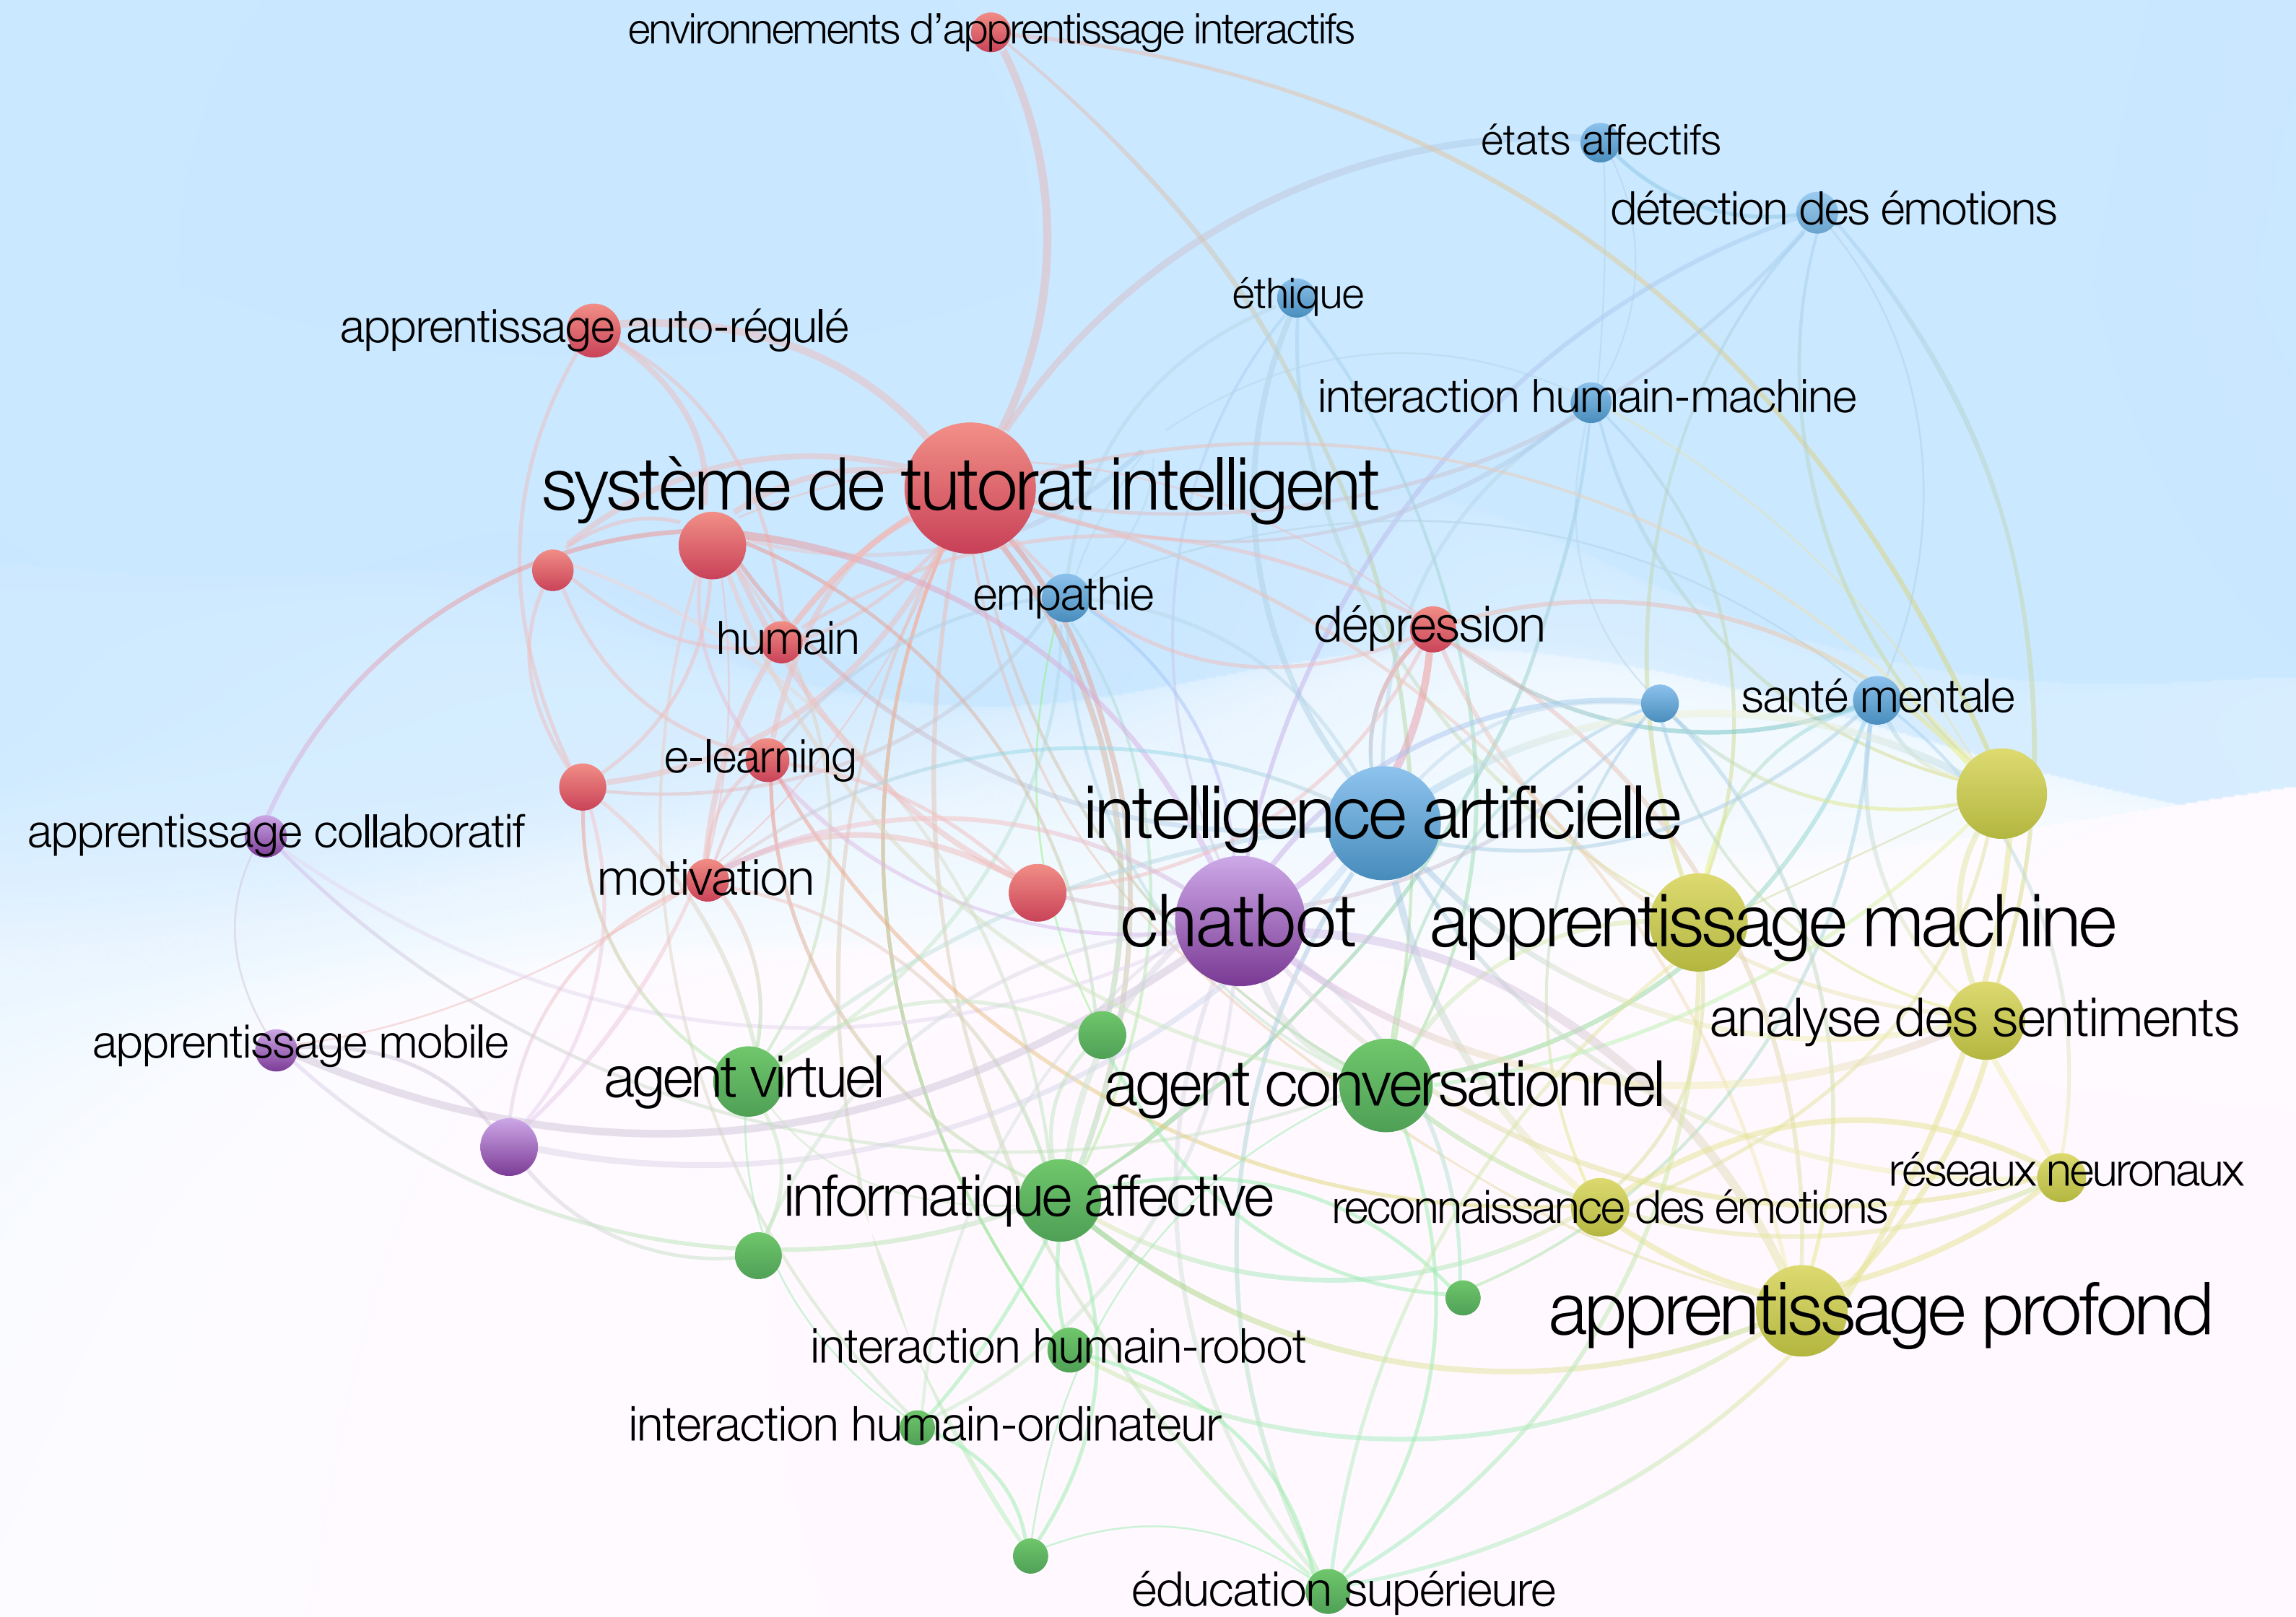 environnements d’apprentissage interactifs
états affectifs
détection des émotions
éthique
apprentissage auto-régulé
interaction humain-machine
système de tutorat intelligent
empathie
dépression
humain
santé mentale
e-learning
intelligence artificielle
apprentissage collaboratif
motivation
chatbot
apprentissage machine
analyse des sentiments
apprentissage mobile
agent virtuel
agent conversationnel
réseaux neuronaux
informatique affective
reconnaissance des émotions
apprentissage profond
interaction humain-robot
interaction humain-ordinateur
éducation supérieure